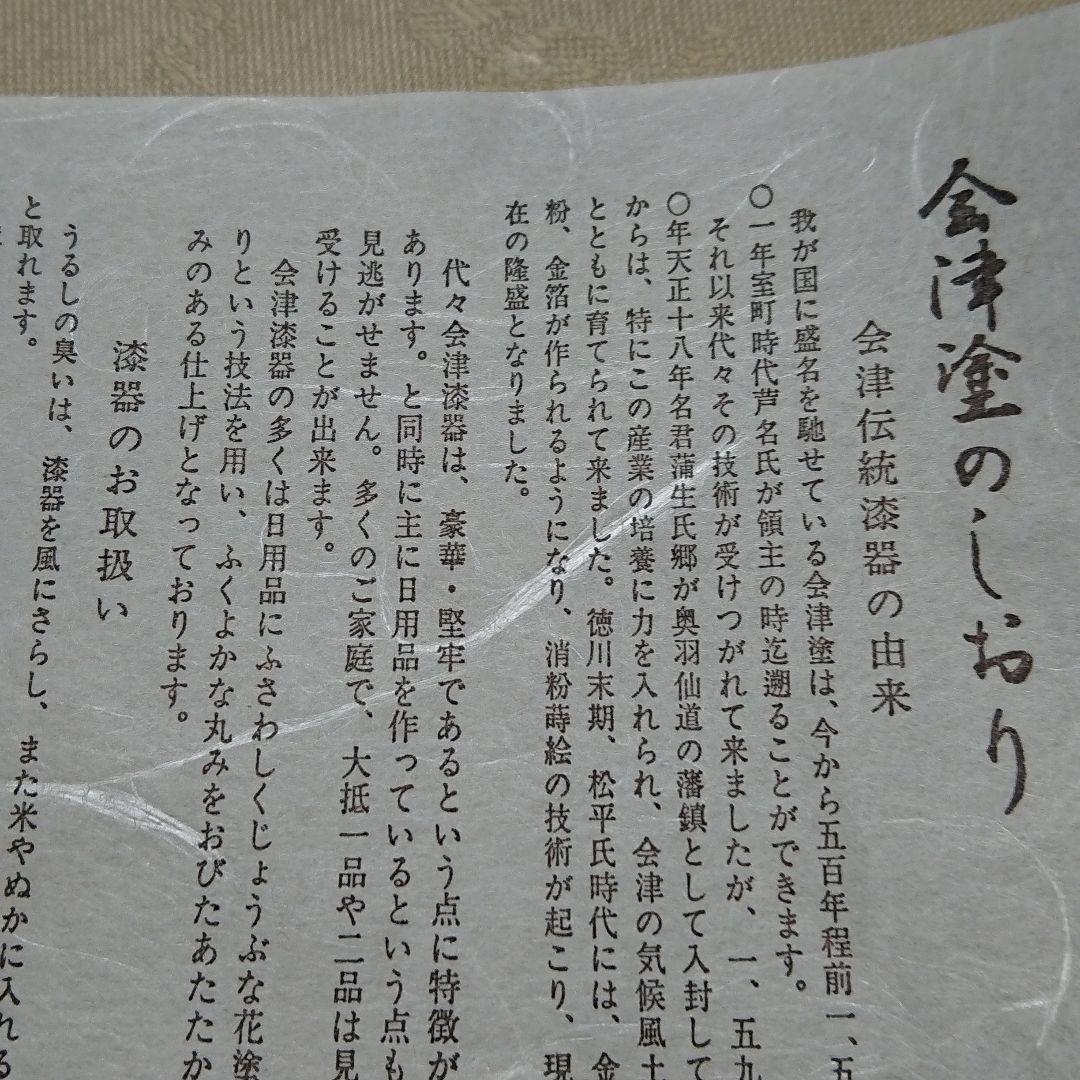 会津塗のしおり
会津伝統漆器の由来
我が国に盛名を馳せている会津塗は、今から五百年程前一、五
〇一年室町時代芦名氏が領主の時迄遡ることができます。
それ以来代々その技術が受けつがれて来ましたが、一、五九
〇年天正十八年名君蒲生氏郷が奥羽仙道の藩鎮として入封して
からは、特にこの産業の培養に力を入れられ、会津の気候風土
とともに育てられて来ました。徳川末期、松平氏時代には、金
粉、金箔が作られるようになり、消粉蒔絵の技術が起こり、現
在の隆盛となりました。
代々会津漆器は、豪華・堅牢であるという点に特徴が
あります。と同時に主に日用品を作っているという点も
見逃がせません。多くのご家庭で、大抵一品や二品は見
受けることが出来ます。
会津漆器の多くは日用品にふさわしくじょうぶな花塗
りという技法を用い、ふくよかな丸みをおびたあたたか
みのある仕上げとなっております。
漆器のお取扱い
うるしの臭いは、漆器を風にさらし、また米やぬかに入れる
と取れます。